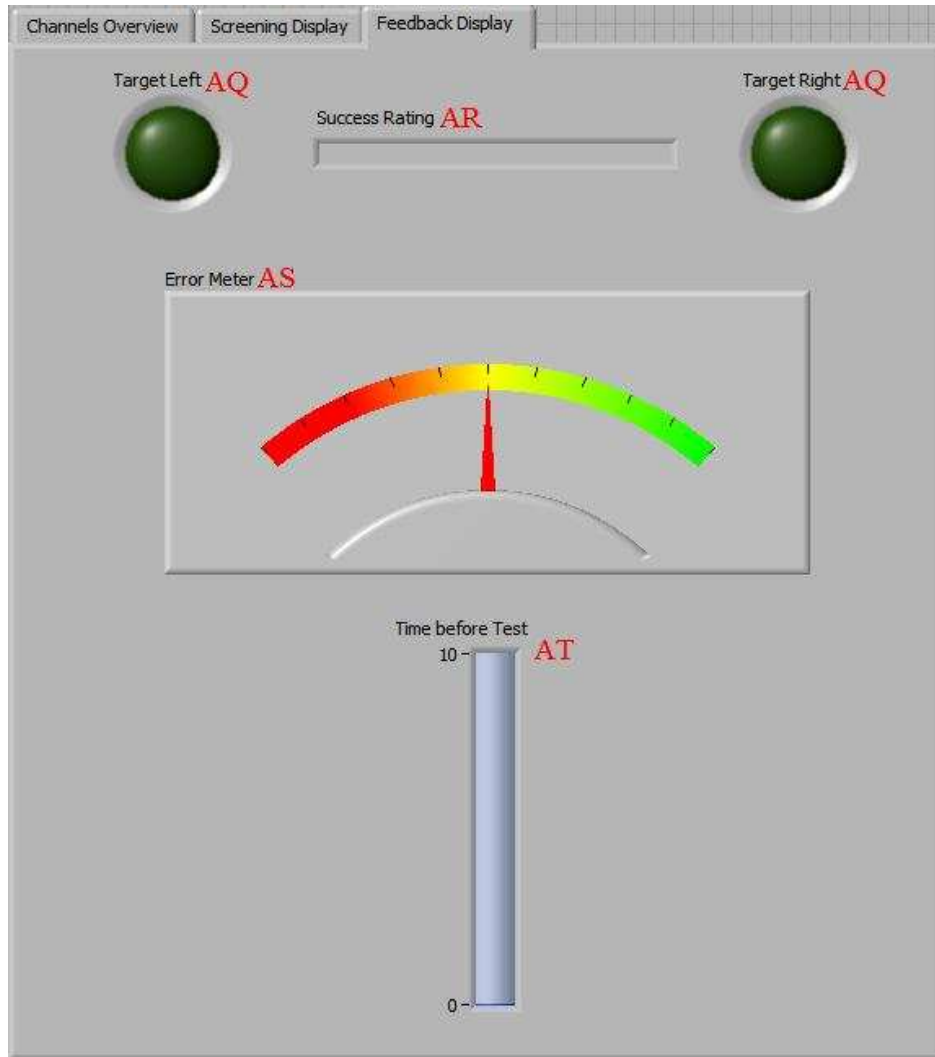 Channels Overview Screening Display Feedback Display
Target Left AQ
Target Right AQ
Success Rating AR
Error Meter AS
Time before Test
10 AT
0